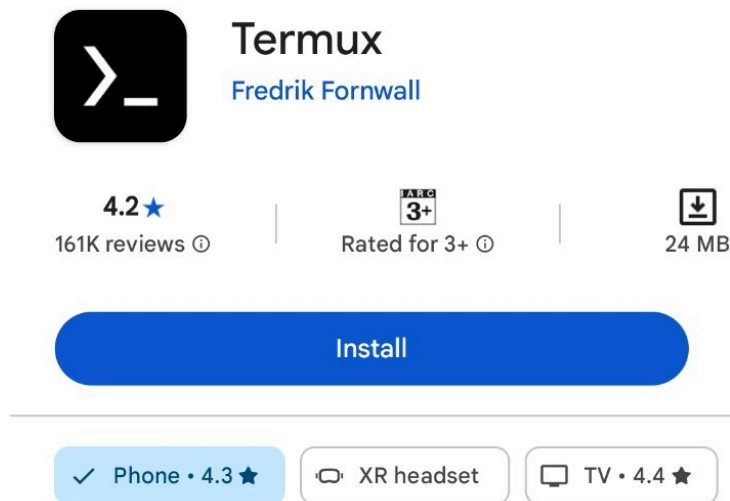 Termux
Fredrik Fornwall
4.2★
IARC
3+
161K reviews ⓘ
Rated for 3+ ⓘ
24 MB
Install
✓ Phone • 4.3 ★
XR headset
TV • 4.4 ★